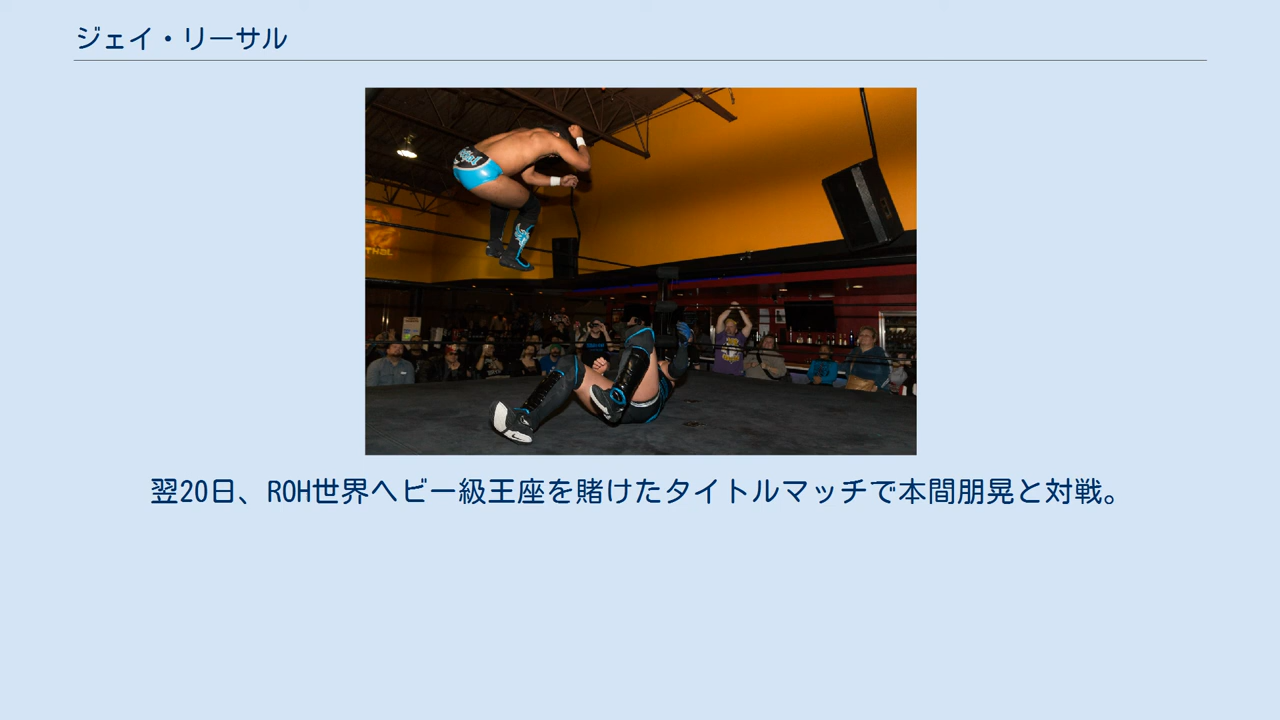 ジェイ・リーサル
翌20日、ROH世界ヘビー級王座を賭けたタイトルマッチで本間朋晃と対戦。